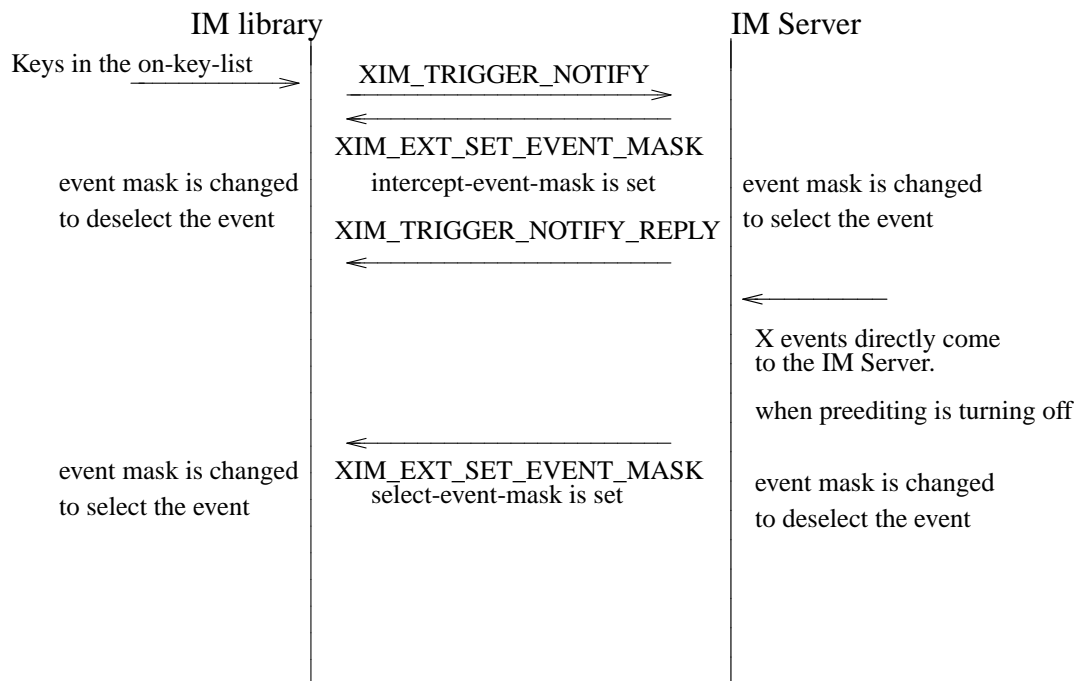 IM library
IM Server
Keys in the on-key-list
XIM_TRIGGER_NOTIFY
XIM_EXT_SET_EVENT_MASK
event mask is changed
to deselect the event
intercept-event-mask is set
event mask is changed
to select the event
XIM_TRIGGER_NOTIFY_REPLY
X events directly come
to the IM Server.
when preediting is turning off
event mask is changed
to select the event
XIM_EXT_SET_EVENT_MASK
select-event-mask is set
event mask is changed
to deselect the event